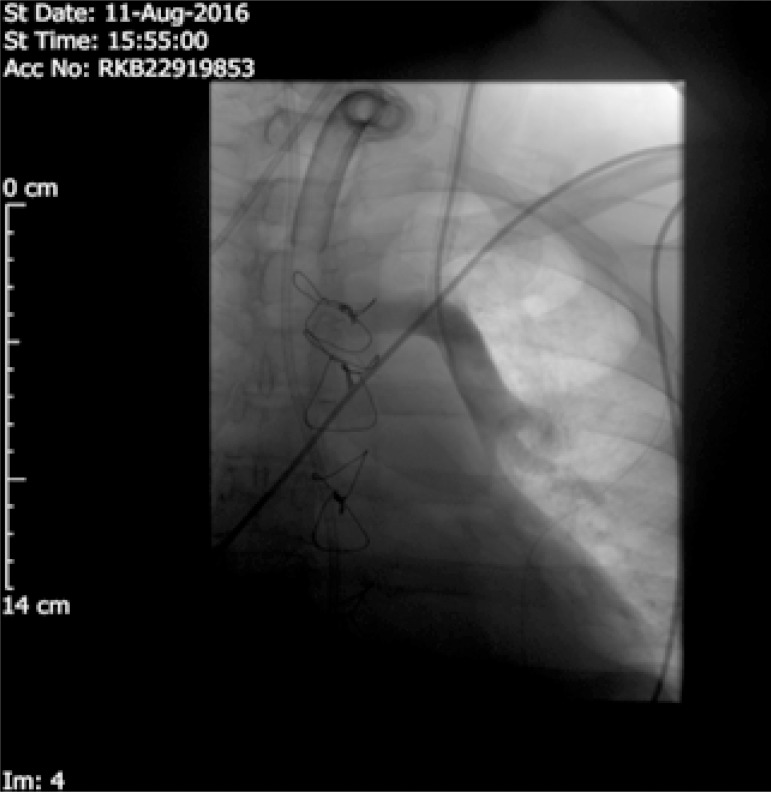 St Date: 11-Aug-2016
St Time: 15:55:00
Acc No: RKB22919853
0 cm
14 cm
Im: 4